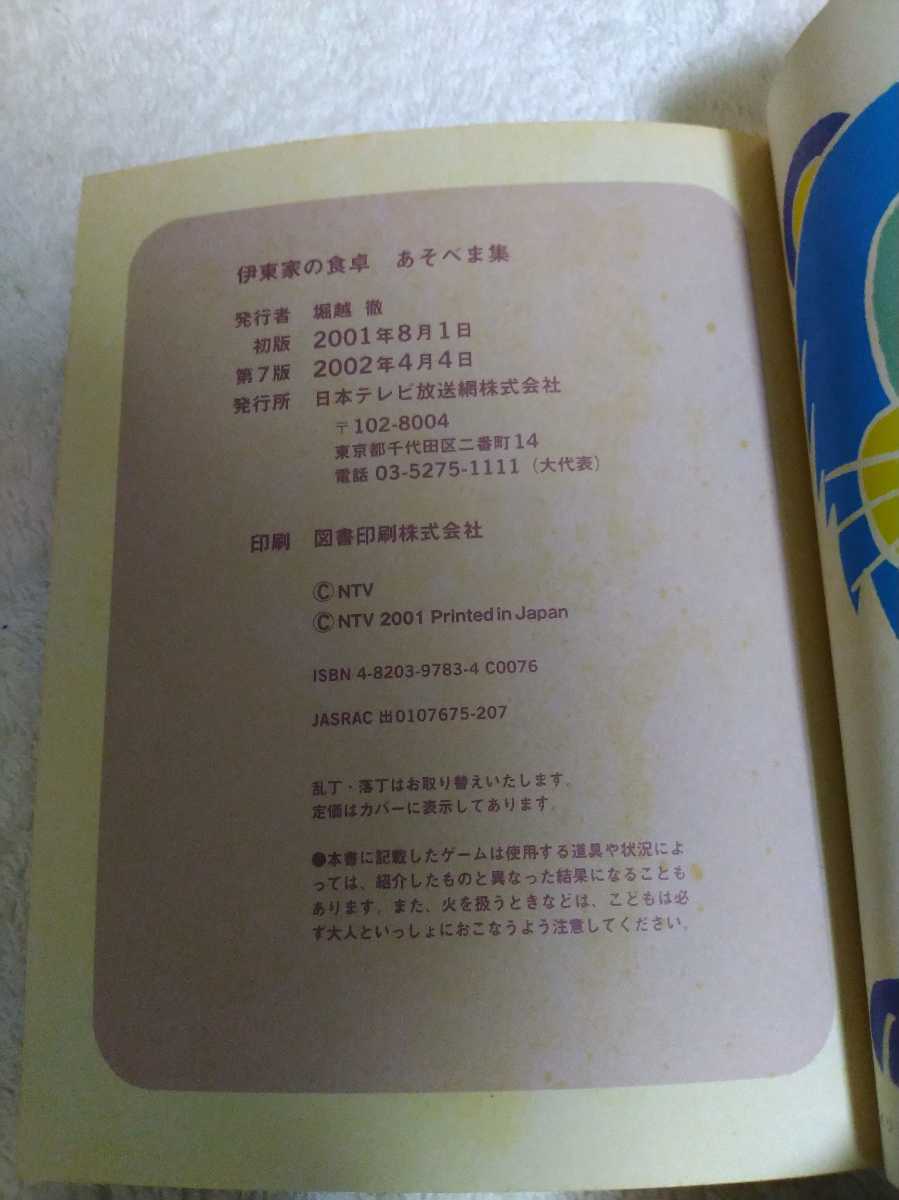 伊東家の食卓　あそべま集
発行者　堀越 徹
初版　2001年8月1日
第7版　2002年4月4日
発行所　日本テレビ放送網株式会社
〒102-8004
東京都千代田区二番町14
電話 03-5275-1111（大代表）
印刷　図書印刷株式会社
©NTV
©NTV 2001 Printed in Japan
ISBN 4-8203-9783-4 C0076
JASRAC 出0107675-207
乱丁・落丁はお取り替えいたします。
定価はカバーに表示してあります。
●本書に記載したゲームは使用する道具や状況によ
っては、紹介したものと異なった結果になることも
あります。また、火を扱うときなどは、こどもは必
ず大人といっしょにおこなうよう注意してください。